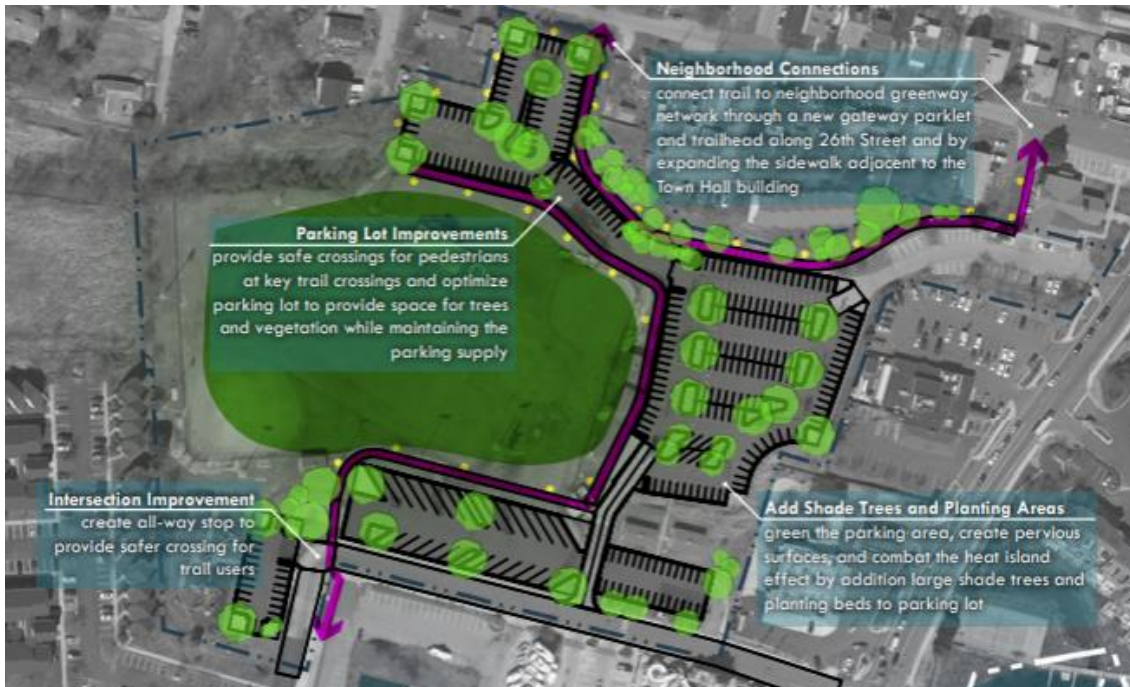 Neighborhood Connections
connect trail to neighborhood greenway
network through a new gateway parklet
and trailhead along 26th Street and by
expanding the sidewalk adjacent to the
Town Hall building
Parking Lot Improvements
provide safe crossings for pedestrians
at key trail crossings and optimize
parking lot to provide space for trees
and vegetation while maintaining the
parking supply
Intersection Improvement
create all-way stop to
provide safer crossing for
trail users
Add Shade Trees and Planting Areas
green the parking area, create pervious
surfaces, and combat the heat island
effect by addition large shade trees and
planting beds to parking lot